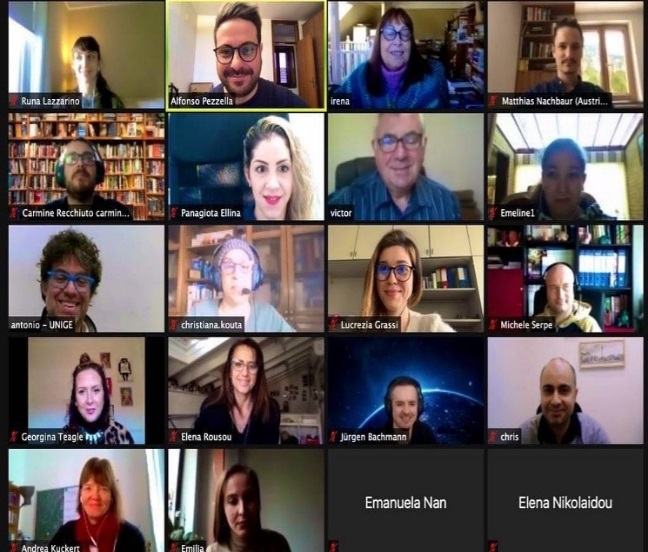 Runa Lazzarino
Alfonso Pezzella
irena
Matthias Nachbaur (Austri...
Carmine Recchiuto carmin...
Panagiota Ellina
victor
Emeline1
antonio - UNIGE
christiana.kouta
Lucrezia Grassi
Michele Serpe
Georgina Teagle
Elena Rousou
Jürgen Bachmann
chris
Andrea Kuckert
Emilia
Emanuela Nan
Elena Nikolaidou